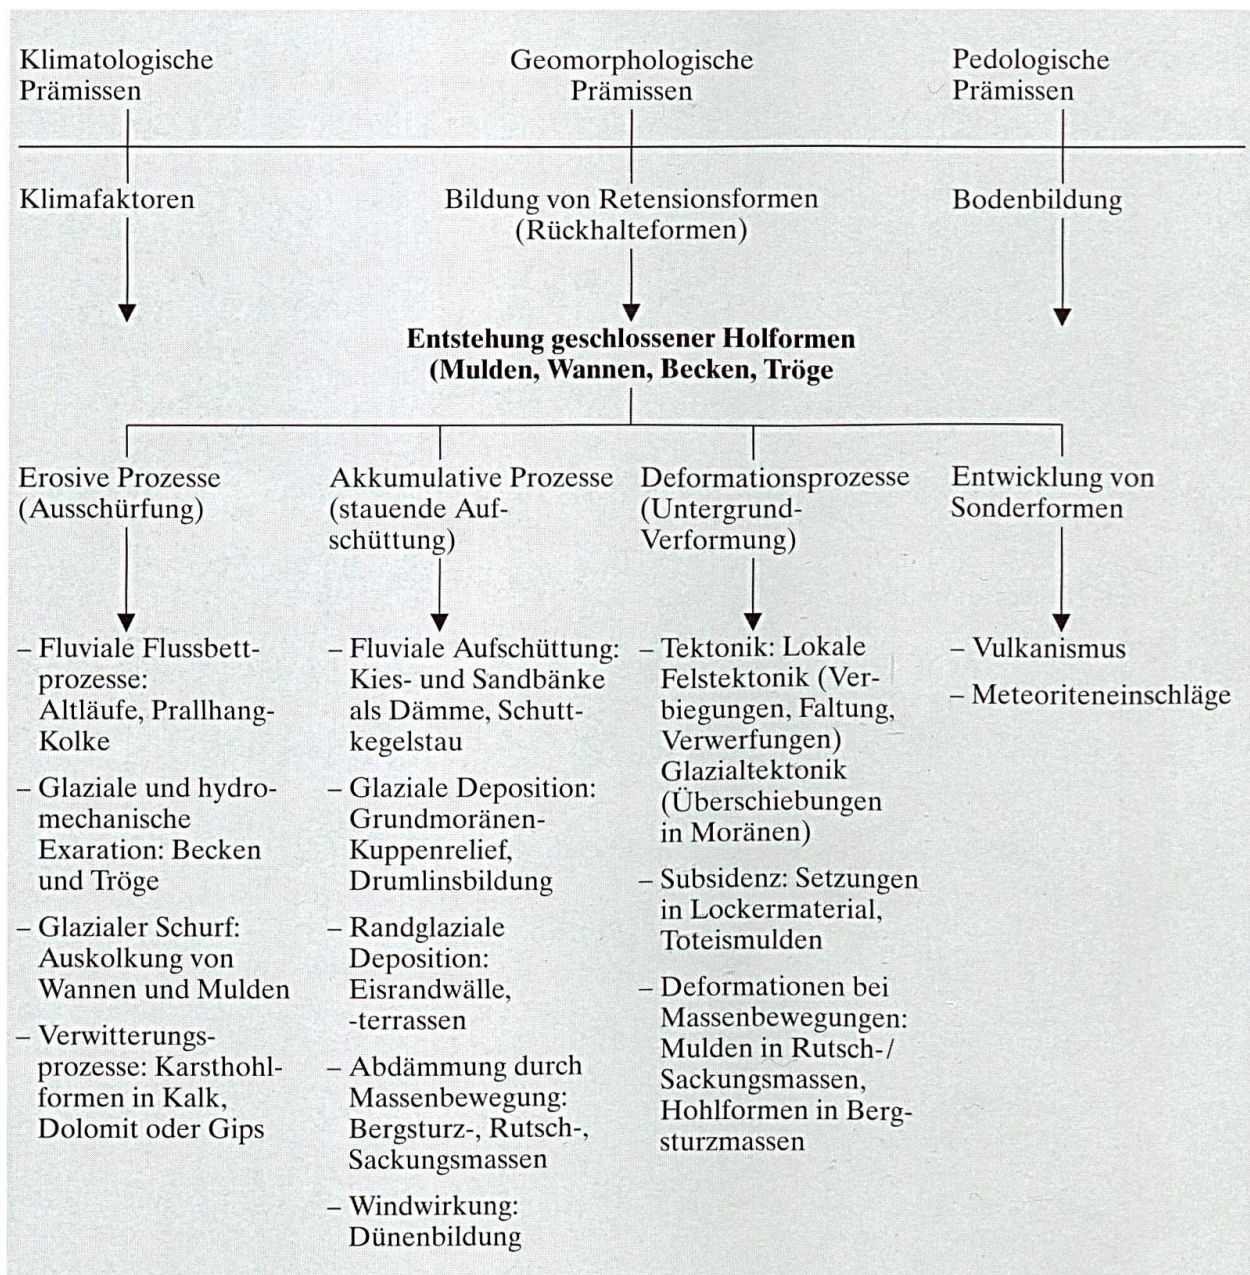 Klimatologische
Prämissen
Geomorphologische
Prämissen
Pedologische
Prämissen
Klimafaktoren
Bildung von Retensionsformen
(Rückhalteformen)
Bodenbildung
Entstehung geschlossener Holformen
(Mulden, Wannen, Becken, Tröge
Erosive Prozesse
(Ausschürfung)
Akkumulative Prozesse
(stauende Auf-
schüttung)
Deformationsprozesse
(Untergrund-
Verformung)
Entwicklung von
Sonderformen
– Fluviale Flussbett-
prozesse:
Altläufe, Prallhang-
Kolke
– Glaziale und hydro-
mechanische
Exaration: Becken
und Tröge
– Glazialer Schurf:
Auskolkung von
Wannen und Mulden
– Verwitterungs-
prozesse: Karsthohl-
formen in Kalk,
Dolomit oder Gips
– Fluviale Aufschüttung:
Kies- und Sandbänke
als Dämme, Schutt-
kegelstau
– Glaziale Deposition:
Grundmoränen-
Kuppenrelief,
Drumlinsbildung
– Randglaziale
Deposition:
Eisrandwälle,
-terrassen
– Abdämmung durch
Massenbewegung:
Bergsturz-, Rutsch-,
Sackungsmassen
– Windwirkung:
Dünenbildung
– Tektonik: Lokale
Felstektonik (Ver-
biegungen, Faltung,
Verwerfungen)
Glazialtektonik
(Überschiebungen
in Moränen)
– Subsidenz: Setzungen
in Lockermaterial,
Toteismulden
– Deformationen bei
Massenbewegungen:
Mulden in Rutsch-/
Sackungsmassen,
Hohlformen in Berg-
sturzmassen
– Vulkanismus
– Meteoriteneinschläge